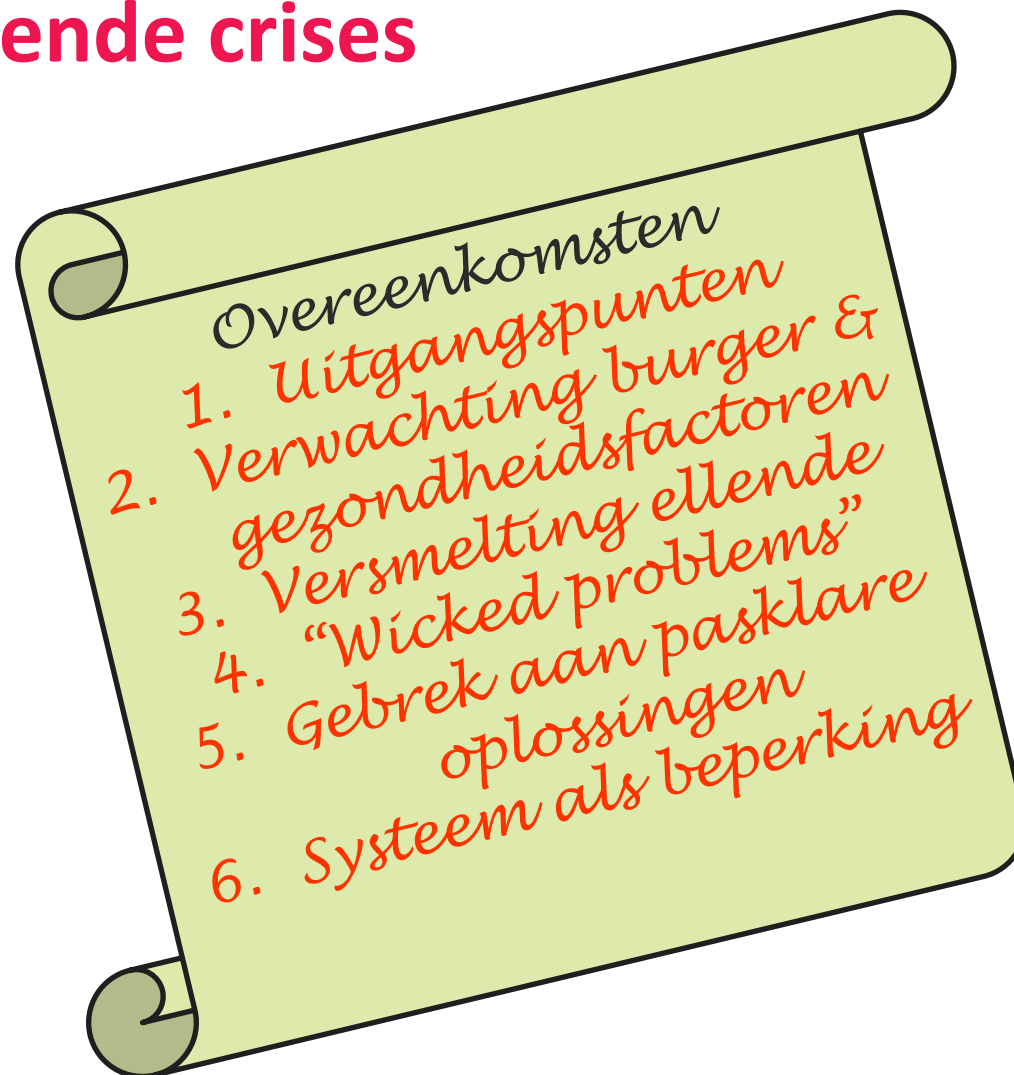 ende crises
Overeenkomsten
1. Uitgangspunten
2. Verwachting burger &
gezondheidsfactoren
3. Versmelting ellende
4. “Wicked problems”
5. Gebrek aan pasklare
oplossingen
6. Systeem als beperking